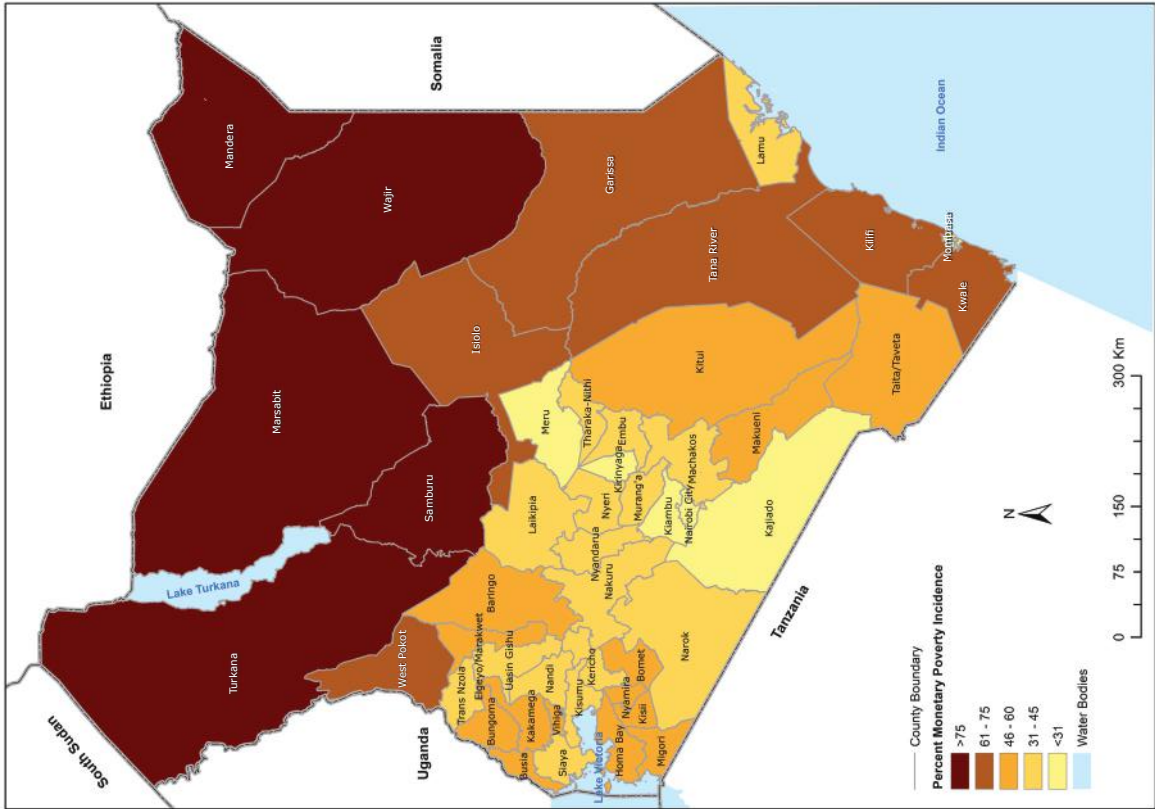 South Sudan
Ethiopia
Somalia
Uganda
Tanzania
Indian Ocean
Lake Turkana
Lake Victoria
Mandera
Wajir
Marsabit
Turkana
Samburu
Isiolo
Garissa
West Pokot
Baringo
Laikipia
Meru
Tharaka-Nithi
Tana River
Lamu
Kitui
Kilifi
Mombasa
Kwale
Taita/Taveta
Makueni
Machakos
Embu
Kirinyaga
Nyeri
Murang'a
Kiambu
Nairobi City
Kajiado
Nyandarua
Nakuru
Narok
Trans Nzoia
Elgeyo/Marakwet
Uasin Gishu
Bungoma
Kakamega
Nandi
Vihiga
Busia
Siaya
Kisumu
Kericho
Bomet
Nyamira
Kisii
Homa Bay
Migori
N
0 75 150 300 Km
County Boundary
Percent Monetary Poverty Incidence
>75
61 - 75
46 - 60
31 - 45
<31
Water Bodies